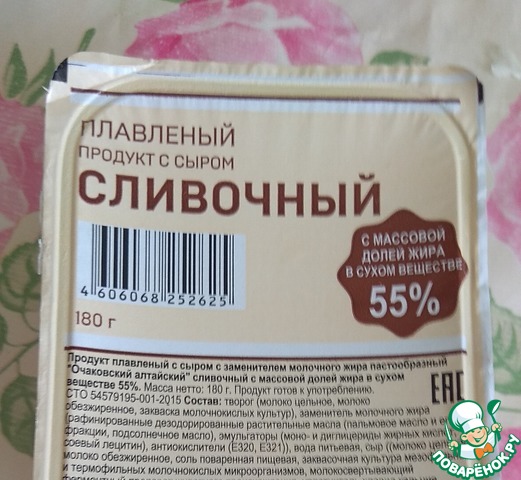 ПЛАВЛЕНЫЙ
ПРОДУКТ С СЫРОМ
СЛИВОЧНЫЙ
С МАССОВОЙ
ДОЛЕЙ ЖИРА
В СУХОМ ВЕЩЕСТВЕ
55%
4 606068 252625
180 г
Продукт плавленый с сыром с заменителем молочного жира пастообразный
"Очаковский алтайский" сливочный с массовой долей жира в сухом
веществе 55%. Масса нетто: 180 г. Продукт готов к употреблению.
СТО 54579195-001-2015 Состав: творог (молоко цельное, молоко
обезжиренное, закваска молочнокислых культур), заменитель молочного жира
(рафинированные дезодорированные растительные масла (пальмовое масло и его
фракции, подсолнечное масло), эмульгаторы (моно- и диглицериды жирных
соевый лецитин), антиокислители (Е320, Е321)), вода питьевая, сыр
молоко обезжиренное, соль поваренная пищевая, заквасочная культура
и термофильных молочнокислых микроорганизмов, молокосвертывающий
EAC
ПОВАРЁНОК.РУ